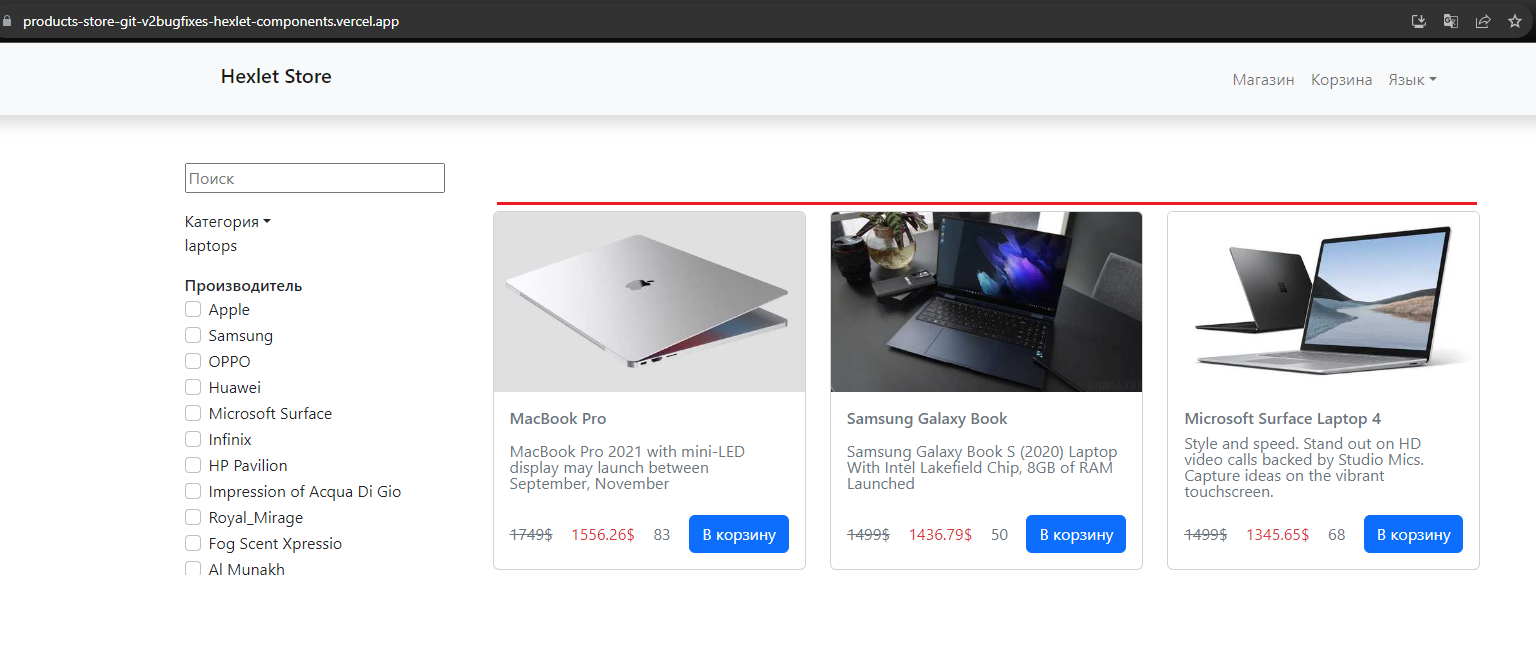 products-store-git-v2bugfixes-hexlet-components.vercel.app
Hexlet Store
Магазин Корзина Язык
Поиск
Категория
laptops
Производитель
Apple
Samsung
OPPO
Huawei
Microsoft Surface
Infinix
HP Pavilion
Impression of Acqua Di Gio
Royal_Mirage
Fog Scent Xpressio
Al Munakh
MacBook Pro
MacBook Pro 2021 with mini-LED
display may launch between
September, November
1749$ 1556.26$ 83 В корзину
Samsung Galaxy Book
Samsung Galaxy Book S (2020) Laptop
With Intel Lakefield Chip, 8GB of RAM
Launched
1499$ 1436.79$ 50 В корзину
Microsoft Surface Laptop 4
Style and speed. Stand out on HD
video calls backed by Studio Mics.
Capture ideas on the vibrant
touchscreen.
1499$ 1345.65$ 68 В корзину